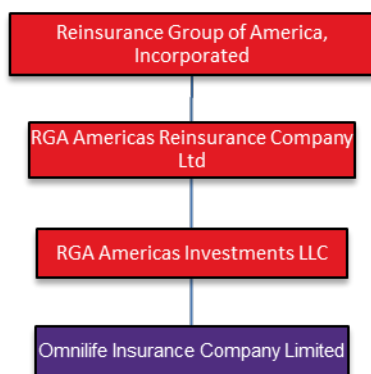 Reinsurance Group of America,
Incorporated
RGA Americas Reinsurance Company
Ltd
RGA Americas Investments LLC
Omnilife Insurance Company Limited